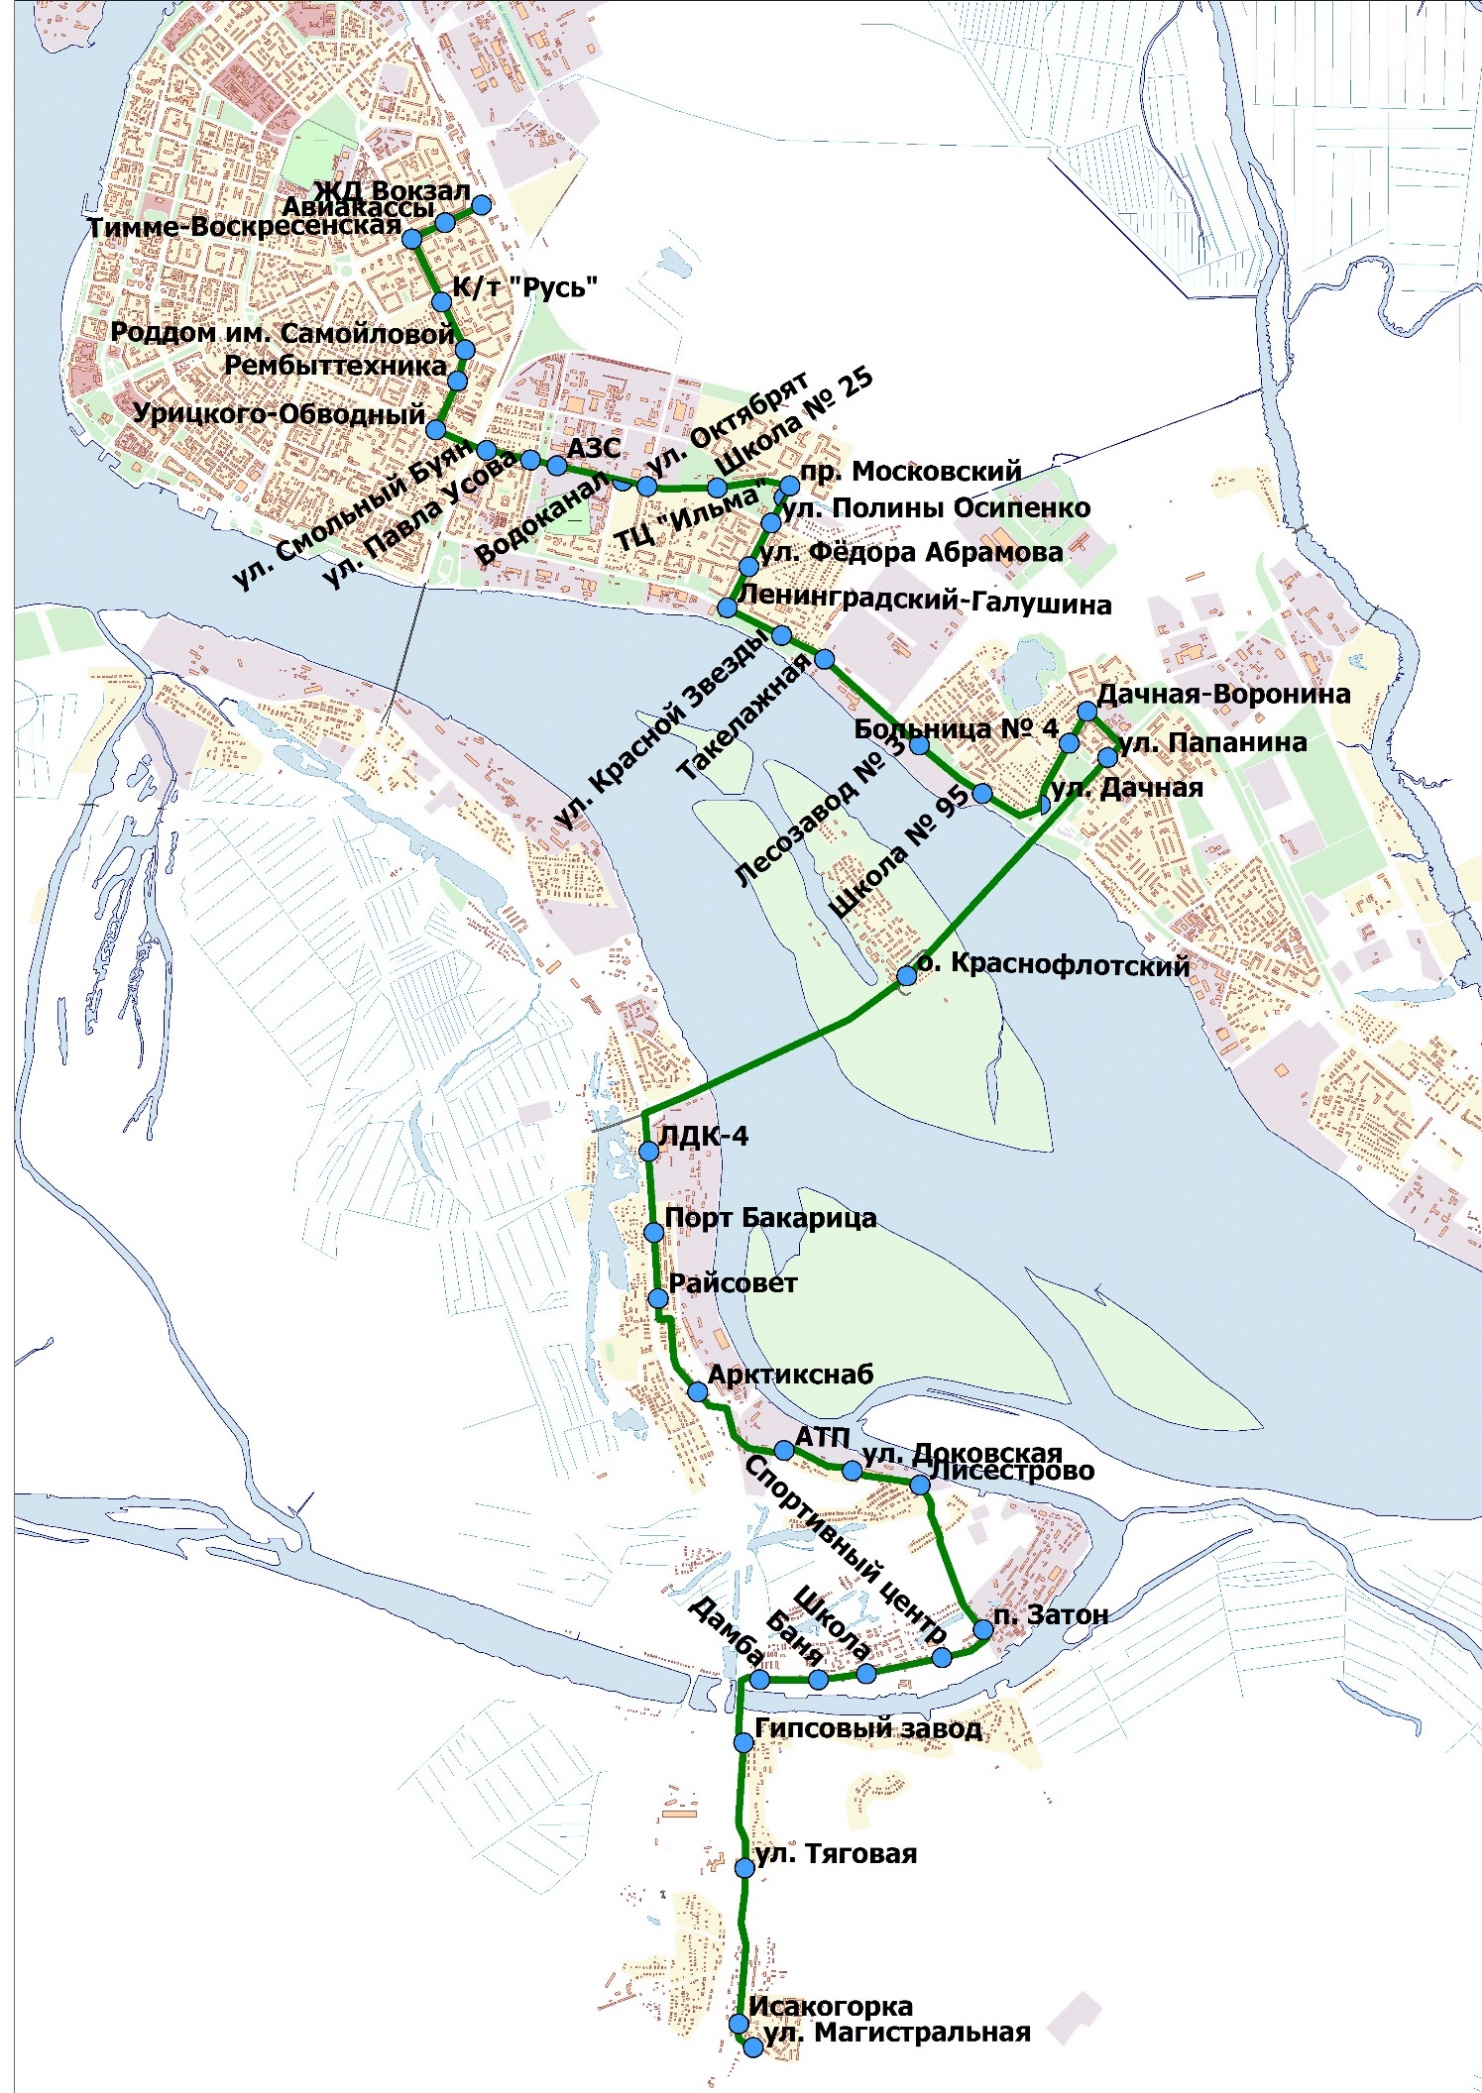 ЖД Вокзал
Авиакассы
Тимме-Воскресенская
К/т "Русь"
Роддом им. Самойловой
Рембыттехника
Урицкого-Обводный
ул. Смольный Буян
ул. Павла Усова
АЗС
Водоканал
ул. Октябрят
Школа № 25
пр. Московский
ТЦ "Ильма"
ул. Полины Осипенко
ул. Фёдора Абрамова
Ленинградский-Галушина
ул. Красной Звезды
Такелажная
Лесозавод № 3
Школа № 95
ул. Дачная
Больница № 4
Дачная-Воронина
ул. Папанина
о. Краснофлотский
ЛДК-4
Порт Бакарица
Райсовет
Арктикснаб
АТП
ул. Доковская
Лисестрово
п. Затон
Спортивный центр
Школа
Баня
Дамба
Гипсовый завод
ул. Тяговая
Исакогорка
ул. Магистральная